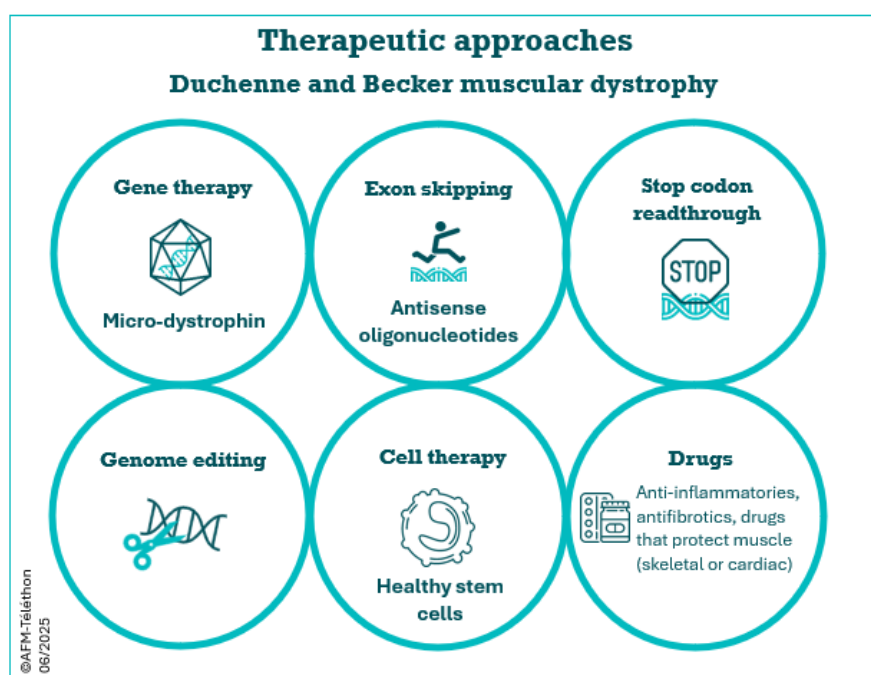 Therapeutic approaches
Duchenne and Becker muscular dystrophy
Gene therapy
Micro-dystrophin
Exon skipping
Antisense
oligonucleotides
Stop codon
readthrough
STOP
Genome editing
Cell therapy
Healthy stem
cells
Drugs
Anti-inflammatories,
antifibrotics, drugs
that protect muscle
(skeletal or cardiac)
©AFM-Téléthon
06/2025